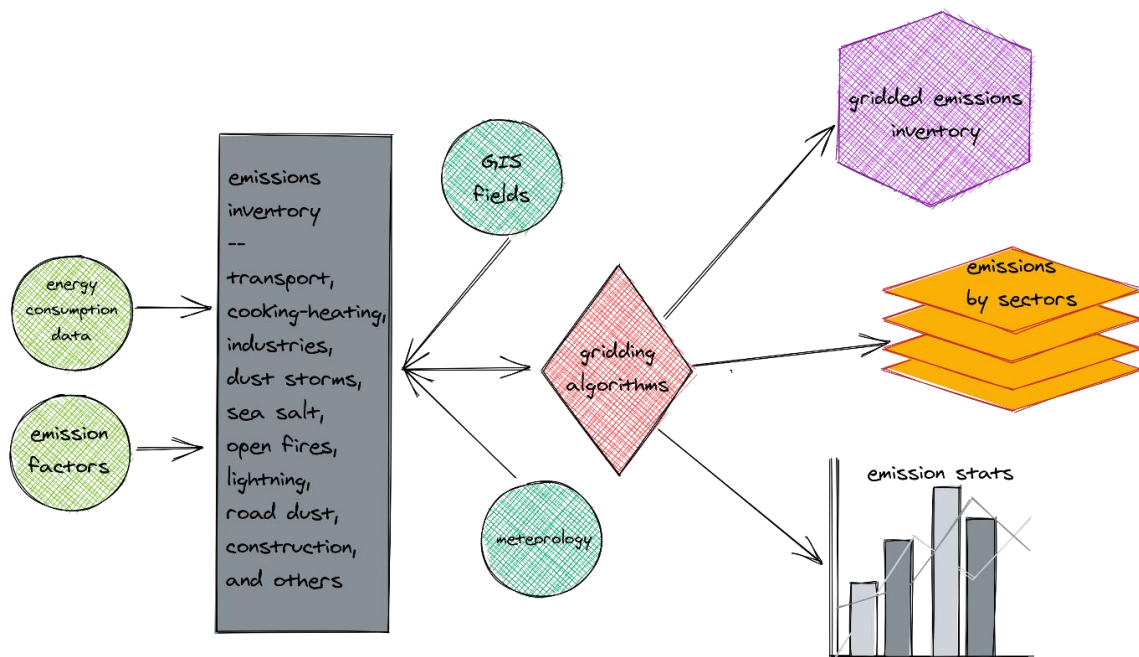 energy
consumption
data
emission
factors
emissions
inventory
--
transport,
cooking-heating,
industries,
dust storms,
sea salt,
open fires,
lightning,
road dust,
construction,
and others
GIS
fields
meteorology
gridding
algorithms
gridded emissions
inventory
emissions
by sectors
emission stats